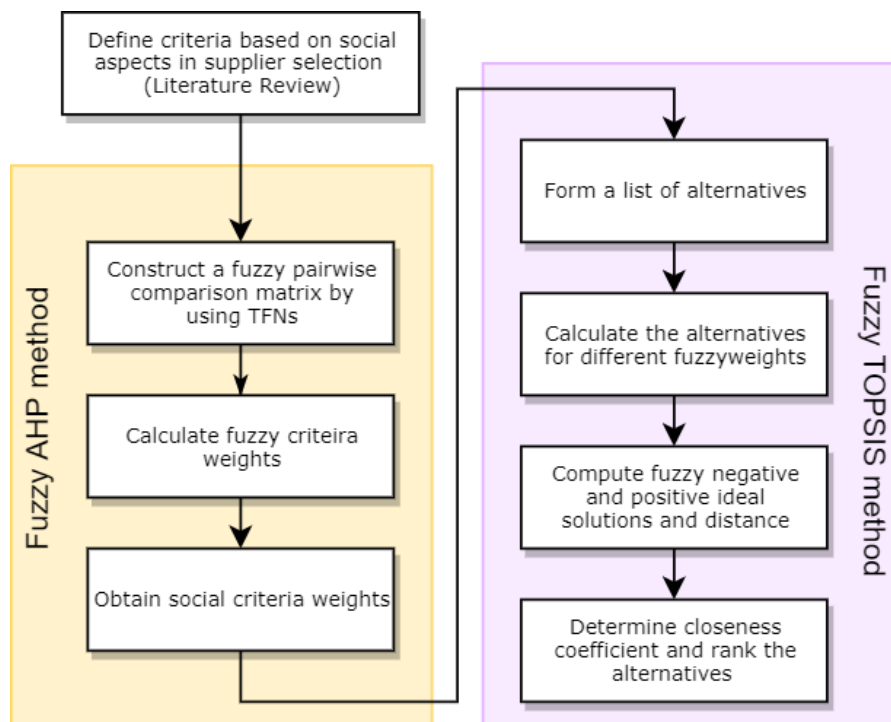 Define criteria based on social
aspects in supplier selection
(Literature Review)
Fuzzy AHP method
Construct a fuzzy pairwise
comparison matrix by
using TFNs
Calculate fuzzy criteira
weights
Obtain social criteria weights
Fuzzy TOPSIS method
Form a list of alternatives
Calculate the alternatives
for different fuzzyweights
Compute fuzzy negative
and positive ideal
solutions and distance
Determine closeness
coefficient and rank the
alternatives